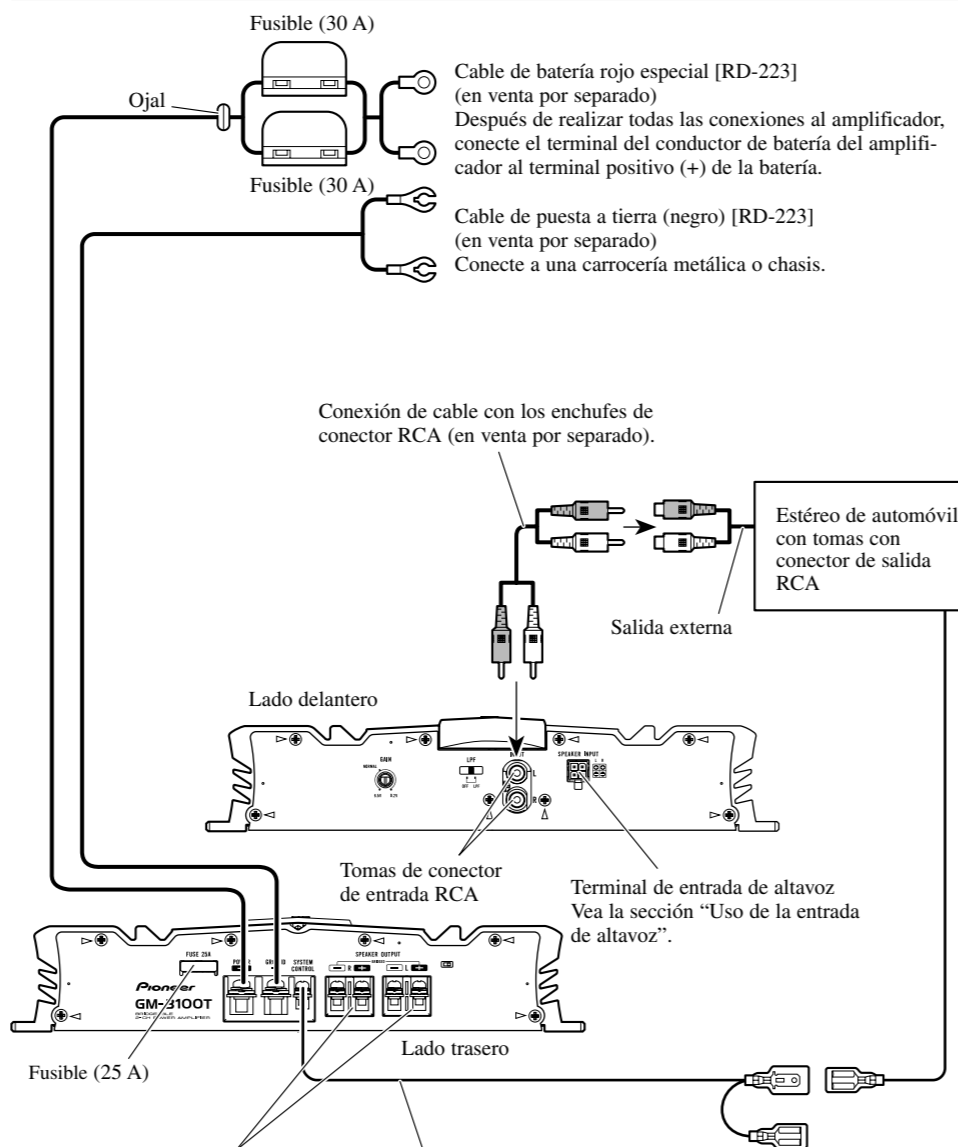 Fusible (30 A)
Ojal
Cable de batería rojo especial [RD-223]
(en venta por separado)
Después de realizar todas las conexiones al amplificador,
conecte el terminal del conductor de batería del amplifi-
cador al terminal positivo (+) de la batería.
Fusible (30 A)
Cable de puesta a tierra (negro) [RD-223]
(en venta por separado)
Conecte a una carrocería metálica o chasis.
Conexión de cable con los enchufes de
conector RCA (en venta por separado).
Estéreo de automóvil
con tomas con
conector de salida
RCA
Salida externa
Lado delantero
GAIN
NORMAL
LPF
OFF LPF
INPUT
L
R
SPEAKER INPUT
L R
Tomas de conector
de entrada RCA
Terminal de entrada de altavoz
Vea la sección “Uso de la entrada
de altavoz”.
FUSE 25A
POWER
GROUND
SYSTEM
CONTROL
SPEAKER OUTPUT
R
L
Pioneer
GM-3100T
Lado trasero
Fusible (25 A)